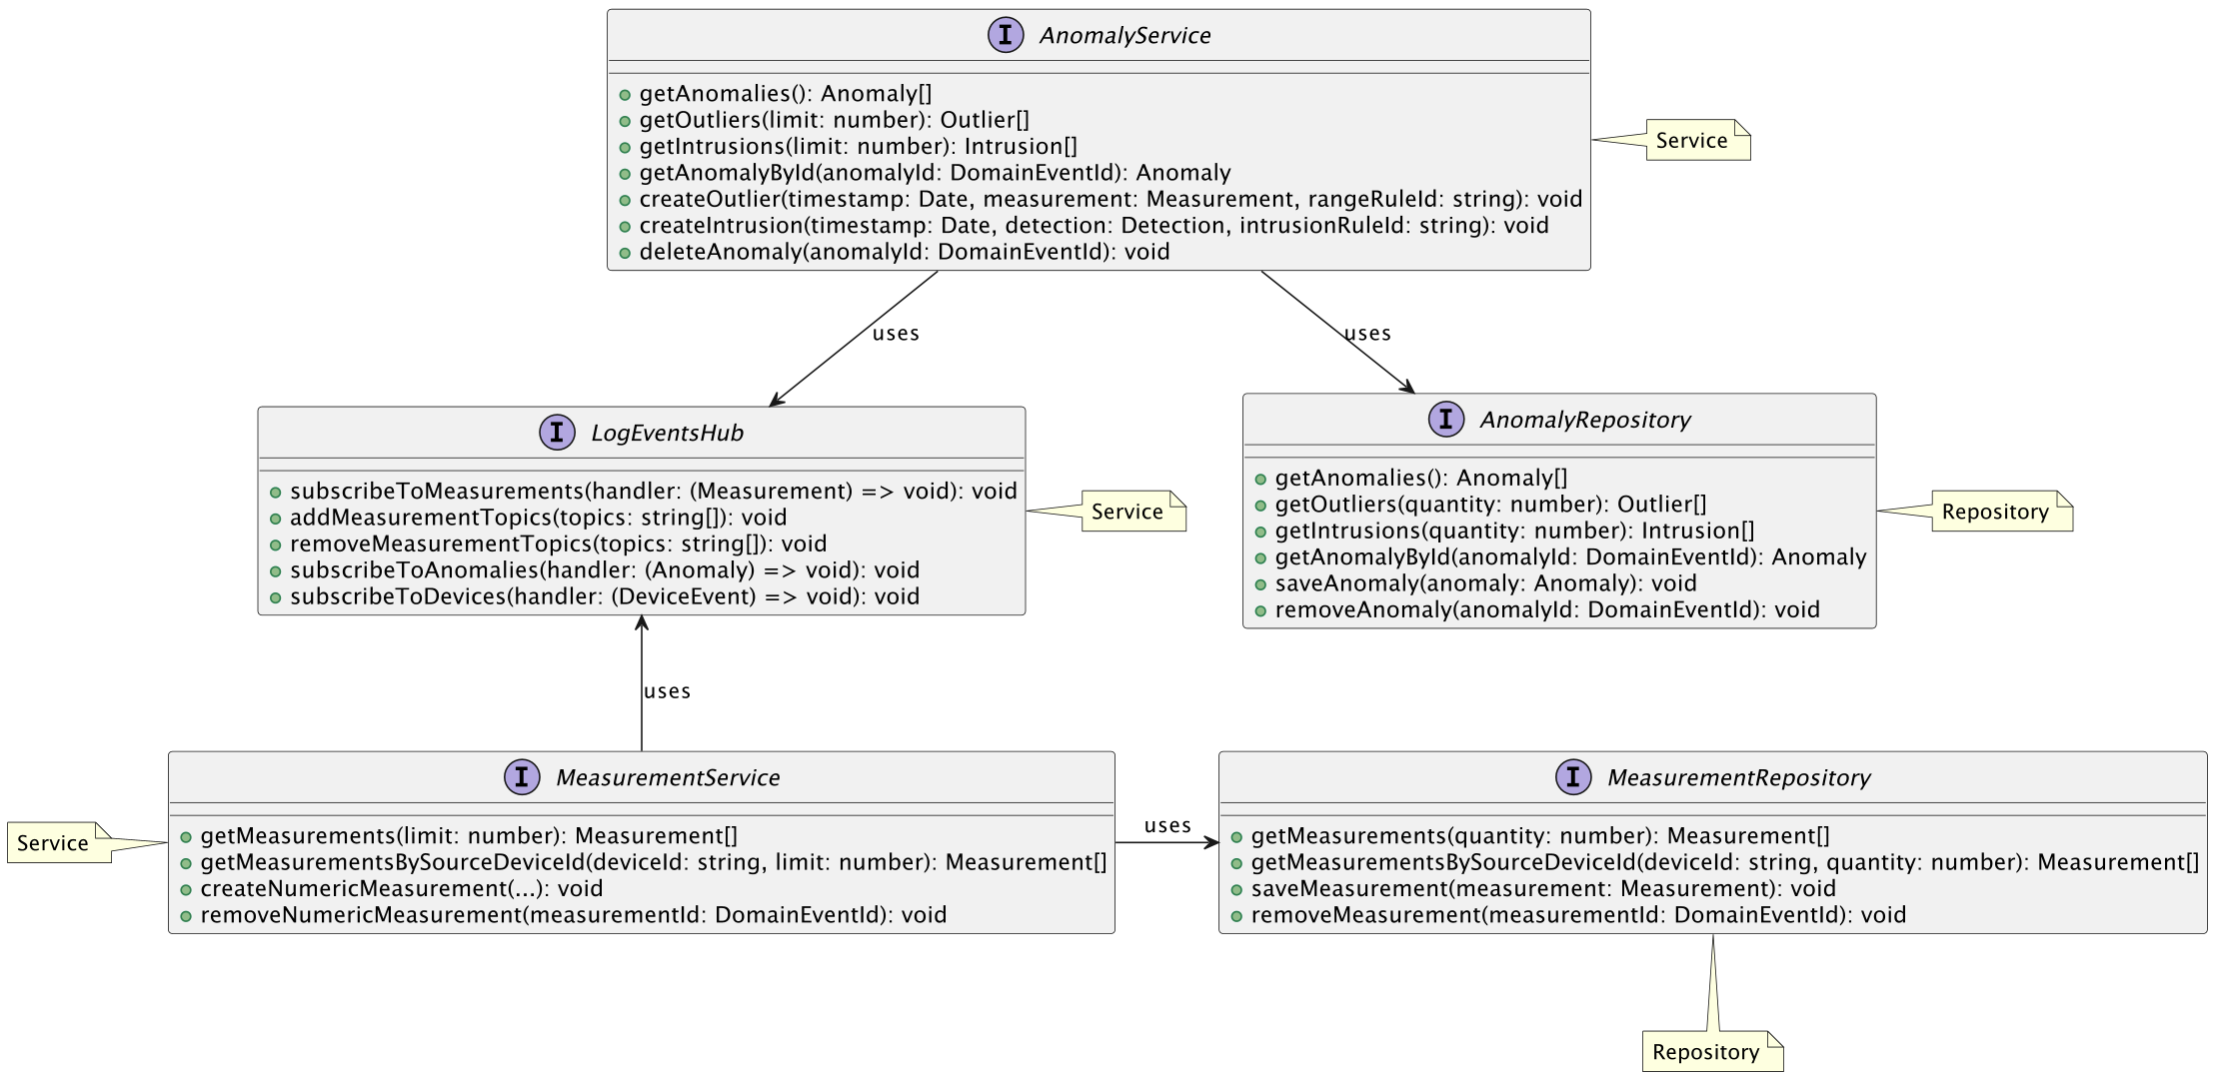 I AnomalyService
getAnomalies(): Anomaly[]
getOutliers(limit: number): Outlier[]
getIntrusions(limit: number): Intrusion[]
getAnomalyById(anomalyId: DomainEventId): Anomaly
createOutlier(timestamp: Date, measurement: Measurement, rangeRuleId: string): void
createIntrusion(timestamp: Date, detection: Detection, intrusionRuleId: string): void
deleteAnomaly(anomalyId: DomainEventId): void
Service
uses
uses
I LogEventsHub
subscribeToMeasurements(handler: (Measurement) => void): void
addMeasurementTopics(topics: string[]): void
removeMeasurementTopics(topics: string[]): void
subscribeToAnomalies(handler: (Anomaly) => void): void
subscribeToDevices(handler: (DeviceEvent) => void): void
Service
I AnomalyRepository
getAnomalies(): Anomaly[]
getOutliers(quantity: number): Outlier[]
getIntrusions(quantity: number): Intrusion[]
getAnomalyById(anomalyId: DomainEventId): Anomaly
saveAnomaly(anomaly: Anomaly): void
removeAnomaly(anomalyId: DomainEventId): void
Repository
uses
Service
I MeasurementService
getMeasurements(limit: number): Measurement[]
getMeasurementsBySourceDeviceId(deviceId: string, limit: number): Measurement[]
createNumericMeasurement(...): void
removeNumericMeasurement(measurementId: DomainEventId): void
uses
I MeasurementRepository
getMeasurements(quantity: number): Measurement[]
getMeasurementsBySourceDeviceId(deviceId: string, quantity: number): Measurement[]
saveMeasurement(measurement: Measurement): void
removeMeasurement(measurementId: DomainEventId): void
Repository